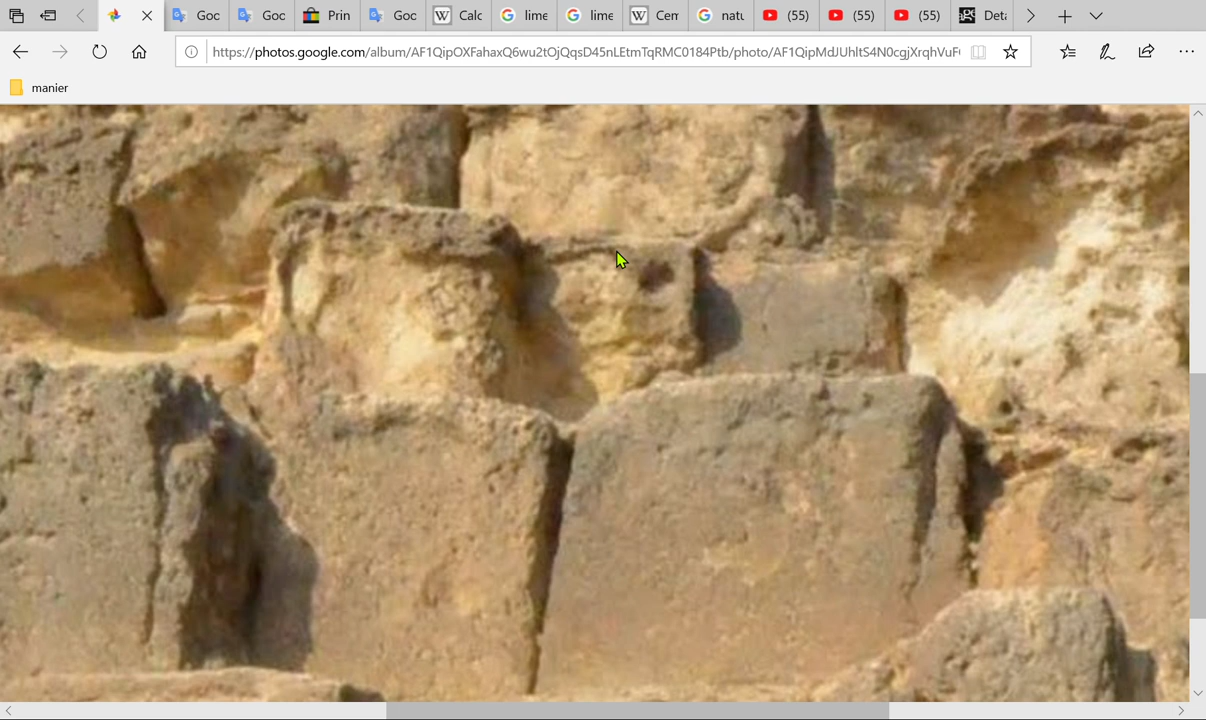 Goc
Goc
Prin
Goc
Calc
lime
lime
Cem
natu
(55)
(55)
(55)
Deta
https://photos.google.com/album/AF1QipOXFahaxQ6wu2tOjQqsD45nLEtmTqRMC0184Ptb/photo/AF1QipMdJUhltS4N0cgjXrqhVuF
manier